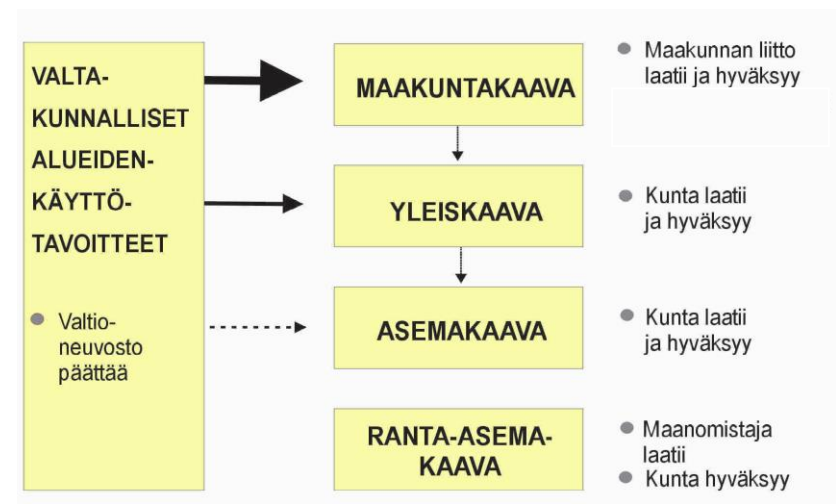 VALTA-
KUNNALLISET
ALUEIDEN-
KÄYTTÖ-
TAVOITTEET
Valtio-
neuvosto
päättää
MAAKUNTAKAAVA
Maakunnan liitto
laatii ja hyväksyy
YLEISKAAVA
Kunta laatii
ja hyväksyy
ASEMAKAAVA
Kunta laatii
ja hyväksyy
RANTA-ASEMA-
KAAVA
Maanomistaja
laatii
Kunta hyväksyy